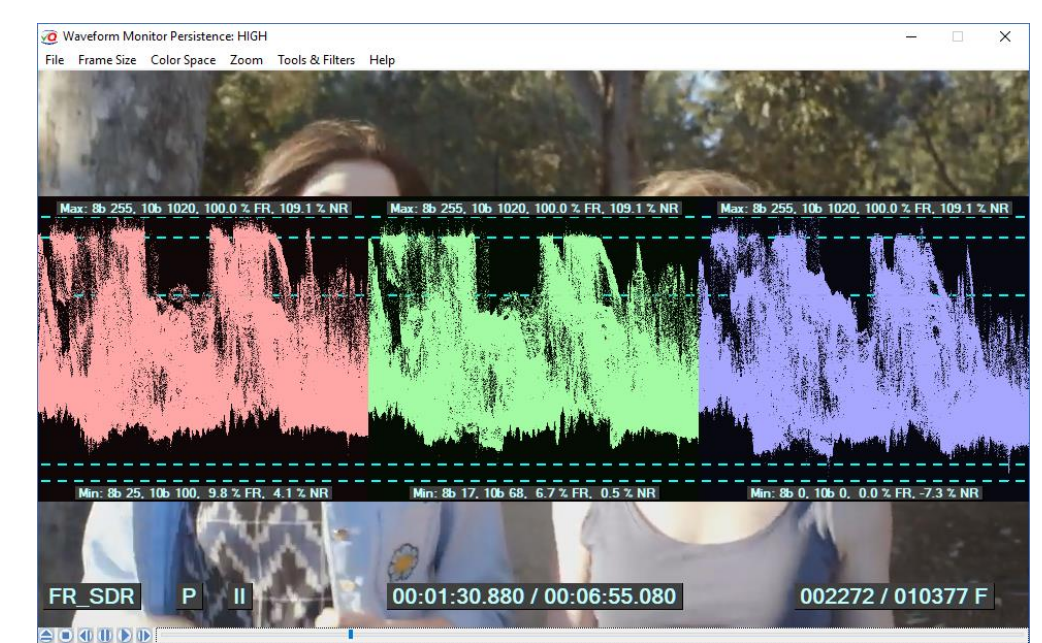 Waveform Monitor Persistence: HIGH
File Frame Size Color Space Zoom Tools & Filters Help
Max: 8b 255, 10b 1020, 100.0 % FR, 109.1 % NR
Max: 8b 255, 10b 1020, 100.0 % FR, 109.1 % NR
Max: 8b 255, 10b 1020, 100.0 % FR, 109.1 % NR
Min: 8b 25, 10b 100, 9.8 % FR, 4.1 % NR
Min: 8b 17, 10b 68, 6.7 % FR, 0.5 % NR
Min: 8b 0, 10b 0, 0.0 % FR, -7.3 % NR
FR_SDR P II 00:01:30.880 / 00:06:55.080 002272 / 010377 F